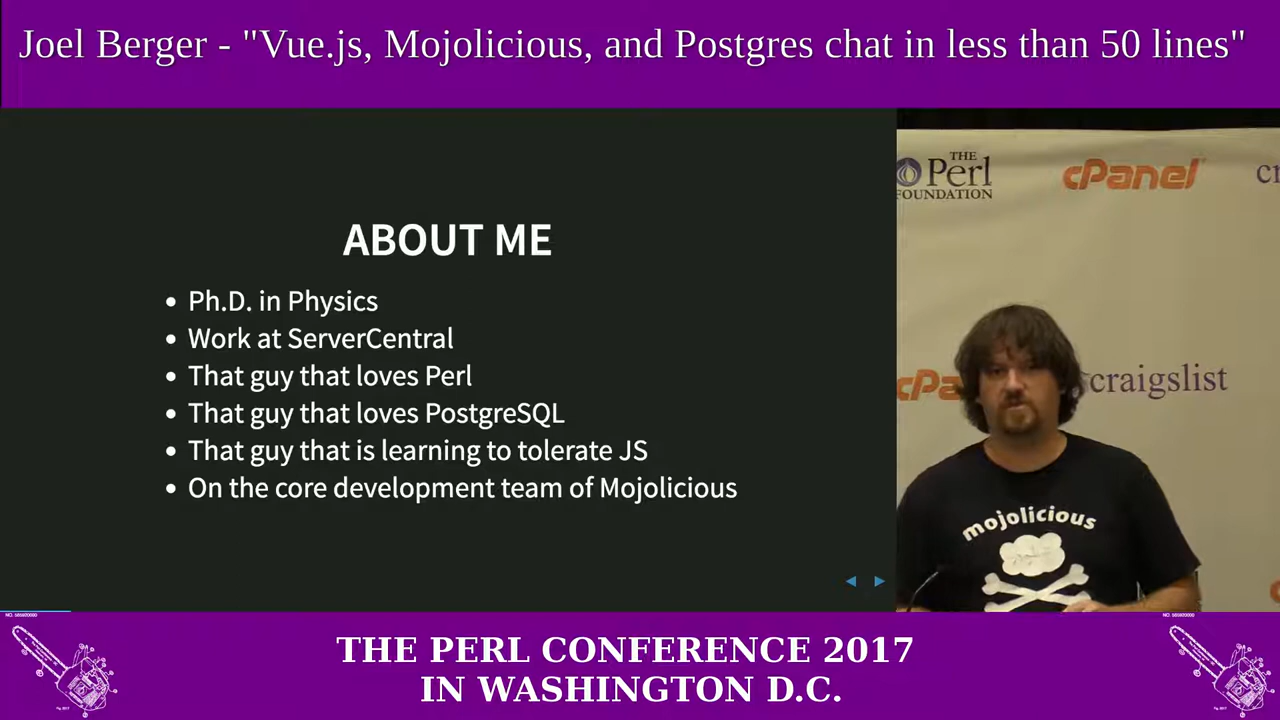 Joel Berger - "Vue.js, Mojolicious, and Postgres chat in less than 50 lines"
ABOUT ME
• Ph.D. in Physics
• Work at ServerCentral
• That guy that loves Perl
• That guy that loves PostgreSQL
• That guy that is learning to tolerate JS
• On the core development team of Mojolicious
THE
Perl
FOUNDATION
cPanel
cr
cPa
craigslist
mojolicious
THE PERL CONFERENCE 2017
IN WASHINGTON D.C.